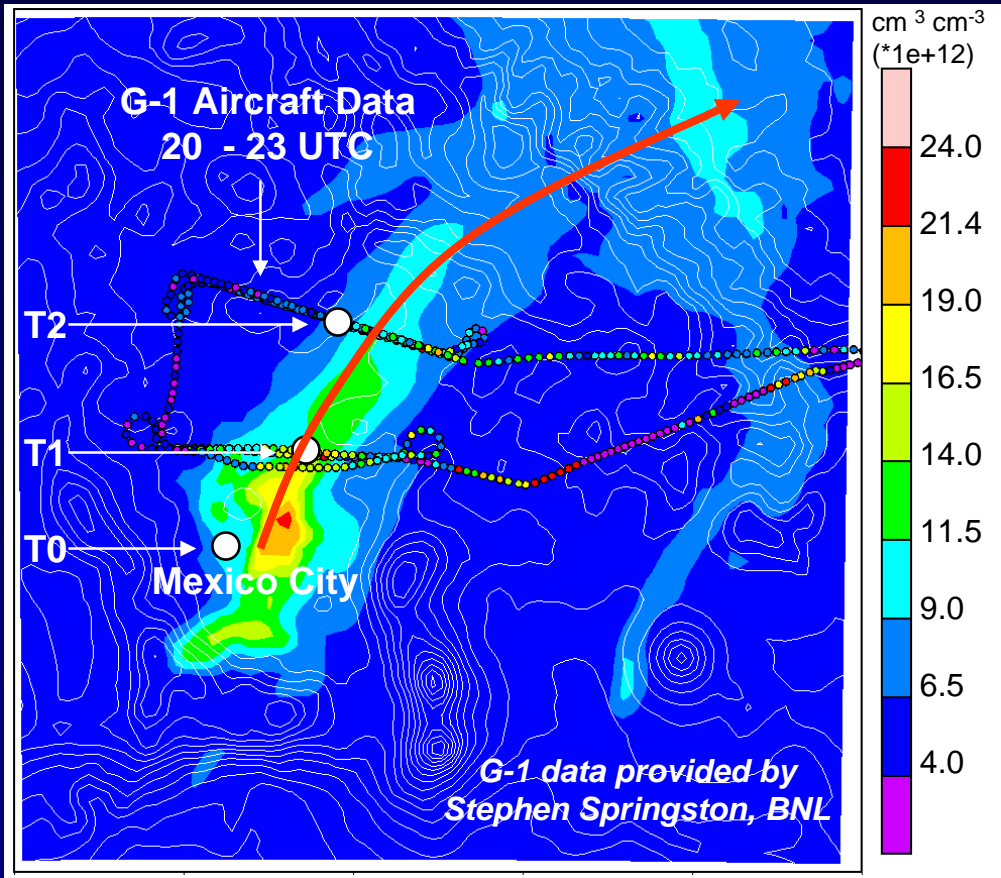 cm 3 cm-3
(*1e+12)
G-1 Aircraft Data
20 - 23 UTC
24.0
21.4
19.0
T2
16.5
T1
14.0
11.5
T0
Mexico City
9.0
6.5
4.0
G-1 data provided by
Stephen Springston, BNL